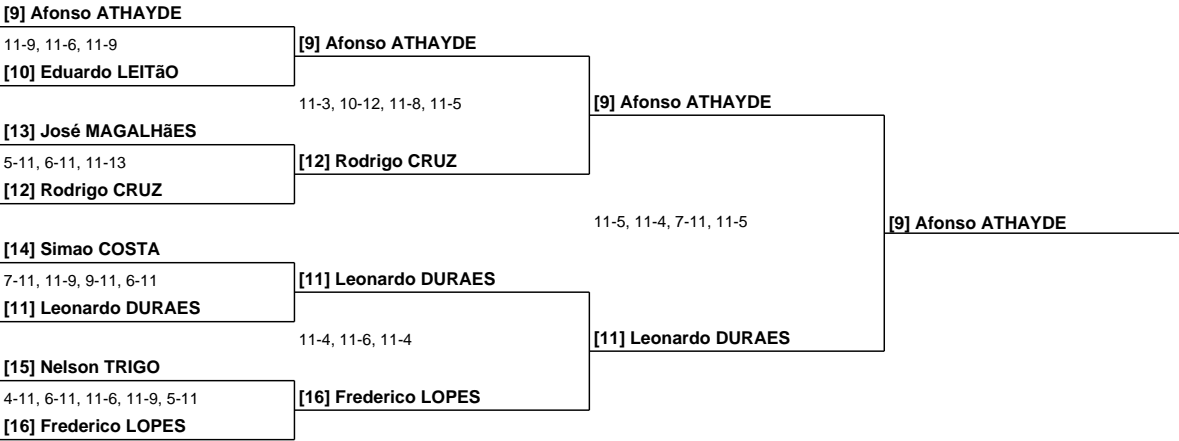 [9] Afonso ATHAYDE
11-9, 11-6, 11-9
[10] Eduardo LEITãO
[9] Afonso ATHAYDE
11-3, 10-12, 11-8, 11-5
[13] José MAGALHãES
5-11, 6-11, 11-13
[12] Rodrigo CRUZ
[12] Rodrigo CRUZ
[9] Afonso ATHAYDE
11-5, 11-4, 7-11, 11-5
[9] Afonso ATHAYDE
[14] Simao COSTA
7-11, 11-9, 9-11, 6-11
[11] Leonardo DURAES
[11] Leonardo DURAES
11-4, 11-6, 11-4
[15] Nelson TRIGO
4-11, 6-11, 11-6, 11-9, 5-11
[16] Frederico LOPES
[16] Frederico LOPES
[11] Leonardo DURAES